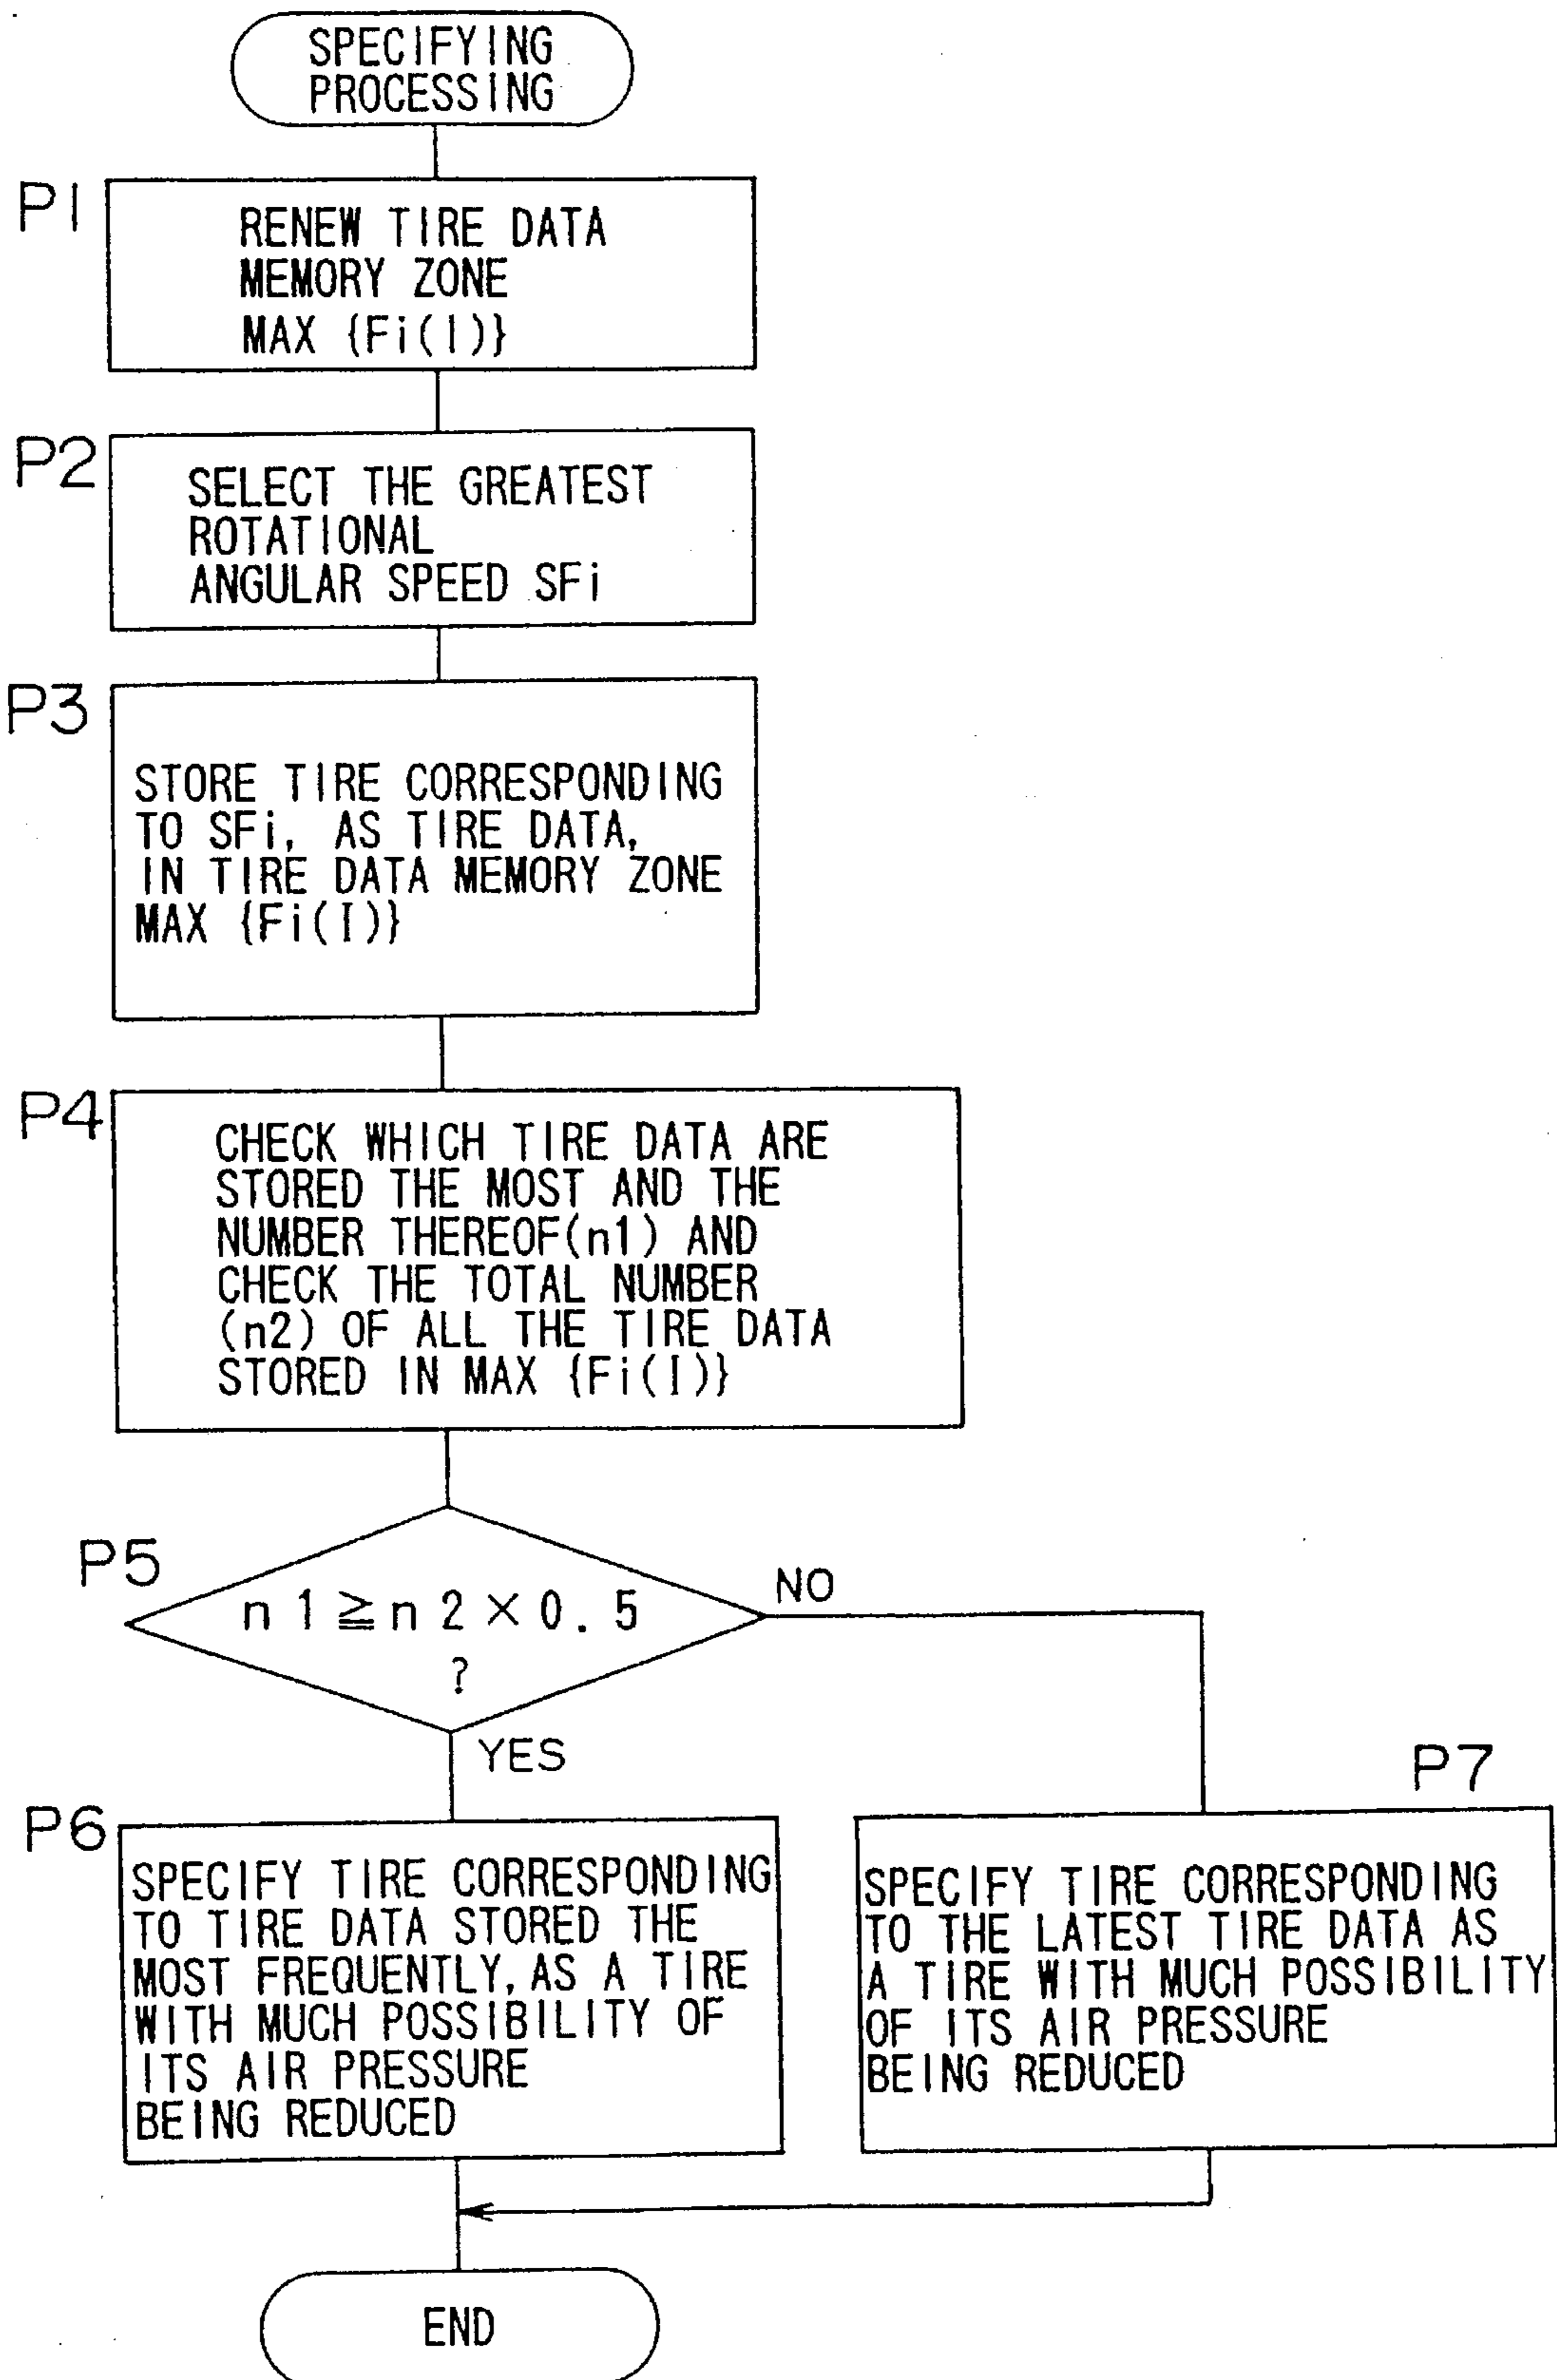 SPECIFYING
PROCESSING
P1
RENEW TIRE DATA
MEMORY ZONE
MAX {Fi(I)}
P2
SELECT THE GREATEST
ROTATIONAL
ANGULAR SPEED SFi
P3
STORE TIRE CORRESPONDING
TO SFi, AS TIRE DATA,
IN TIRE DATA MEMORY ZONE
MAX {Fi(I)}
P4
CHECK WHICH TIRE DATA ARE
STORED THE MOST AND THE
NUMBER THEREOF(n1) AND
CHECK THE TOTAL NUMBER
(n2) OF ALL THE TIRE DATA
STORED IN MAX {Fi(I)}
P5
n1≧n2×0.5
?
NO
YES
P6
SPECIFY TIRE CORRESPONDING
TO TIRE DATA STORED THE
MOST FREQUENTLY, AS A TIRE
WITH MUCH POSSIBILITY OF
ITS AIR PRESSURE
BEING REDUCED
P7
SPECIFY TIRE CORRESPONDING
TO THE LATEST TIRE DATA AS
A TIRE WITH MUCH POSSIBILITY
OF ITS AIR PRESSURE
BEING REDUCED
END